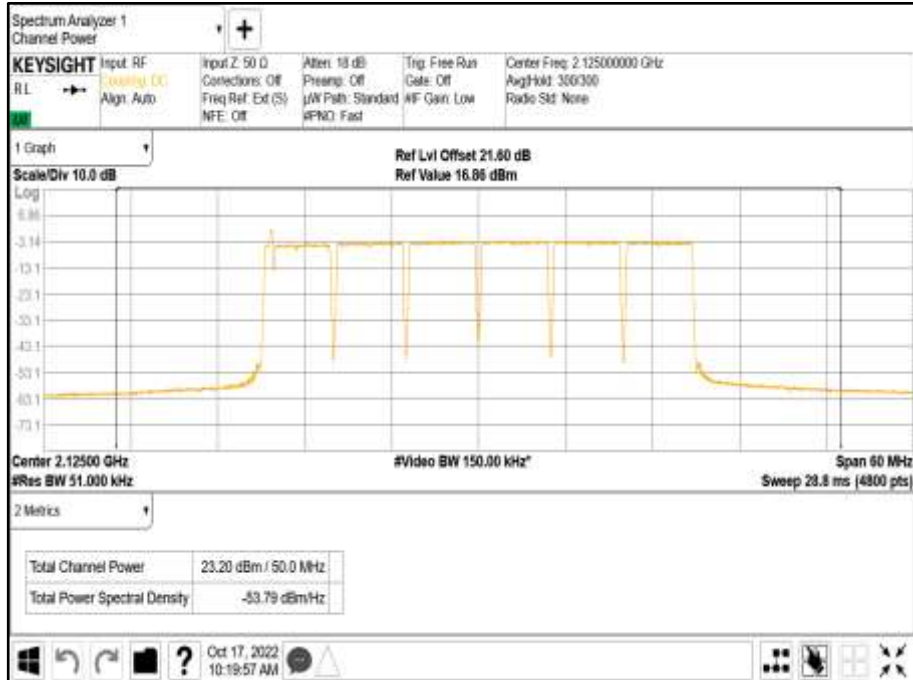 Spectrum Analyzer 1
Channel Power
+
KEYSIGHT
RL
Input: RF
Coupling: DC
Align: Auto
Input Z: 50 Ω
Corrections: Off
Freq Ref: Ext (S)
NFE: Off
Atten: 18 dB
Preamp: Off
µW Path: Standard
#PNO: Fast
Trig: Free Run
Gate: Off
#IF Gain: Low
Center Freq: 2.125000000 GHz
Avg|Hold: 300/300
Radio Std: None
1 Graph
Scale/Div 10.0 dB
Ref Lvl Offset 21.60 dB
Ref Value 16.86 dBm
Log
6.86
-3.14
-13.1
-23.1
-33.1
-43.1
-53.1
-63.1
-73.1
Center 2.12500 GHz
#Res BW 51.000 kHz
#Video BW 150.00 kHz*
Span 60 MHz
Sweep 28.8 ms (4800 pts)
2 Metrics
Total Channel Power 23.20 dBm / 50.0 MHz
Total Power Spectral Density -53.79 dBm/Hz
?
Oct 17, 2022
10:19:57 AM